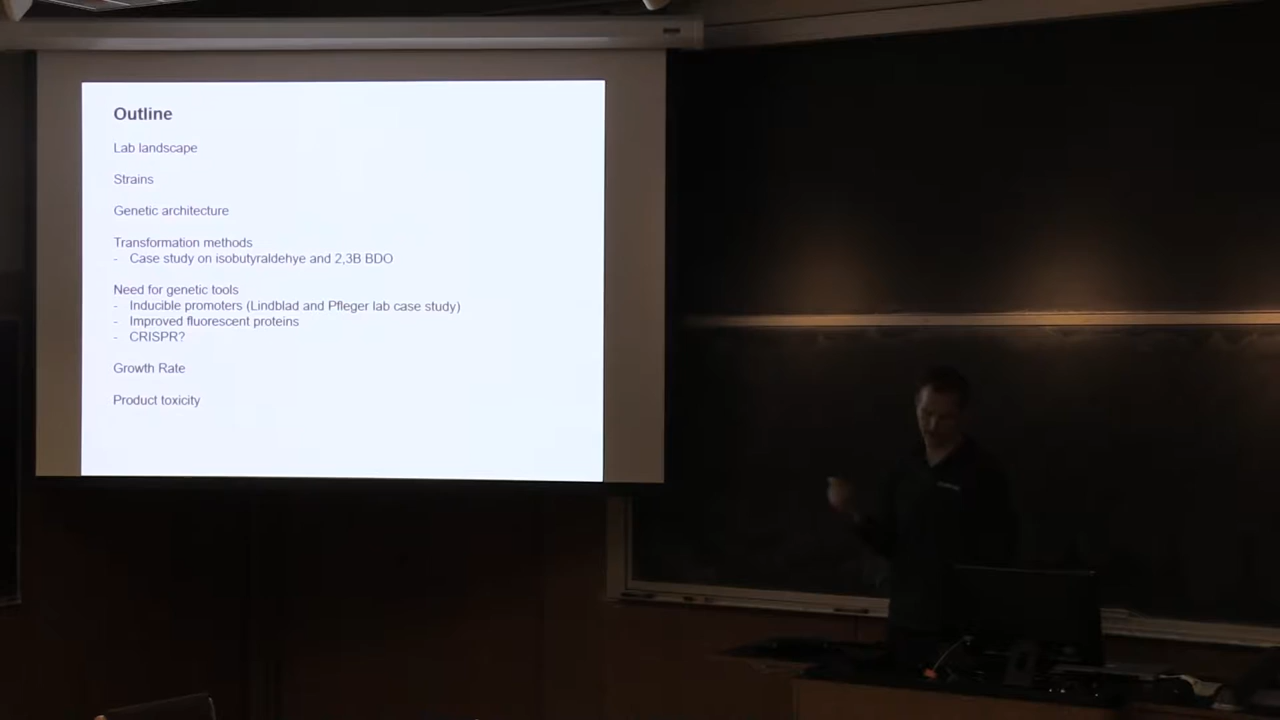 Outline
Lab landscape
Strains
Genetic architecture
Transformation methods
- Case study on isobutyraldehye and 2,3B BDO
Need for genetic tools
- Inducible promoters (Lindblad and Pfleger lab case study)
- Improved fluorescent proteins
- CRISPR?
Growth Rate
Product toxicity